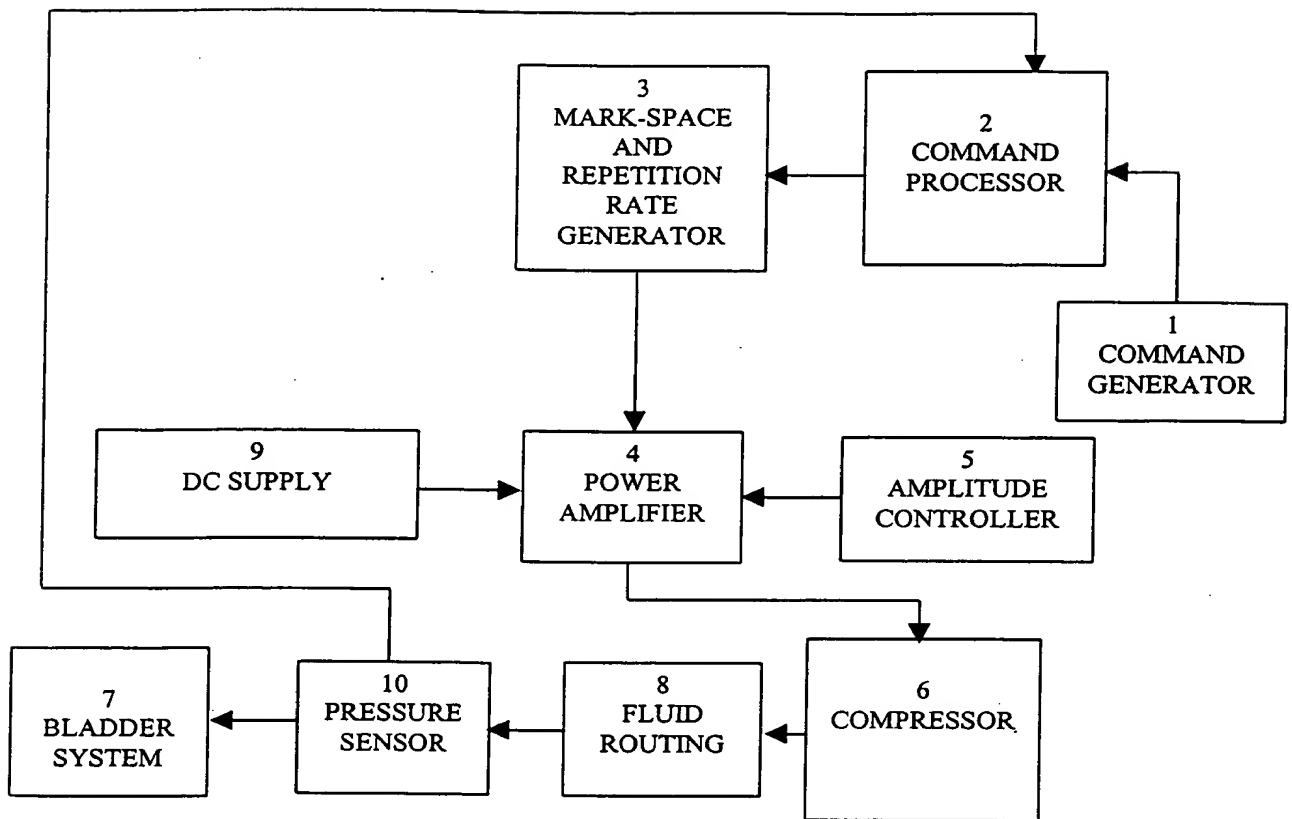 3
MARK-SPACE
AND
REPETITION
RATE
GENERATOR
2
COMMAND
PROCESSOR
1
COMMAND
GENERATOR
9
DC SUPPLY
4
POWER
AMPLIFIER
5
AMPLITUDE
CONTROLLER
7
BLADDER
SYSTEM
10
PRESSURE
SENSOR
8
FLUID
ROUTING
6
COMPRESSOR